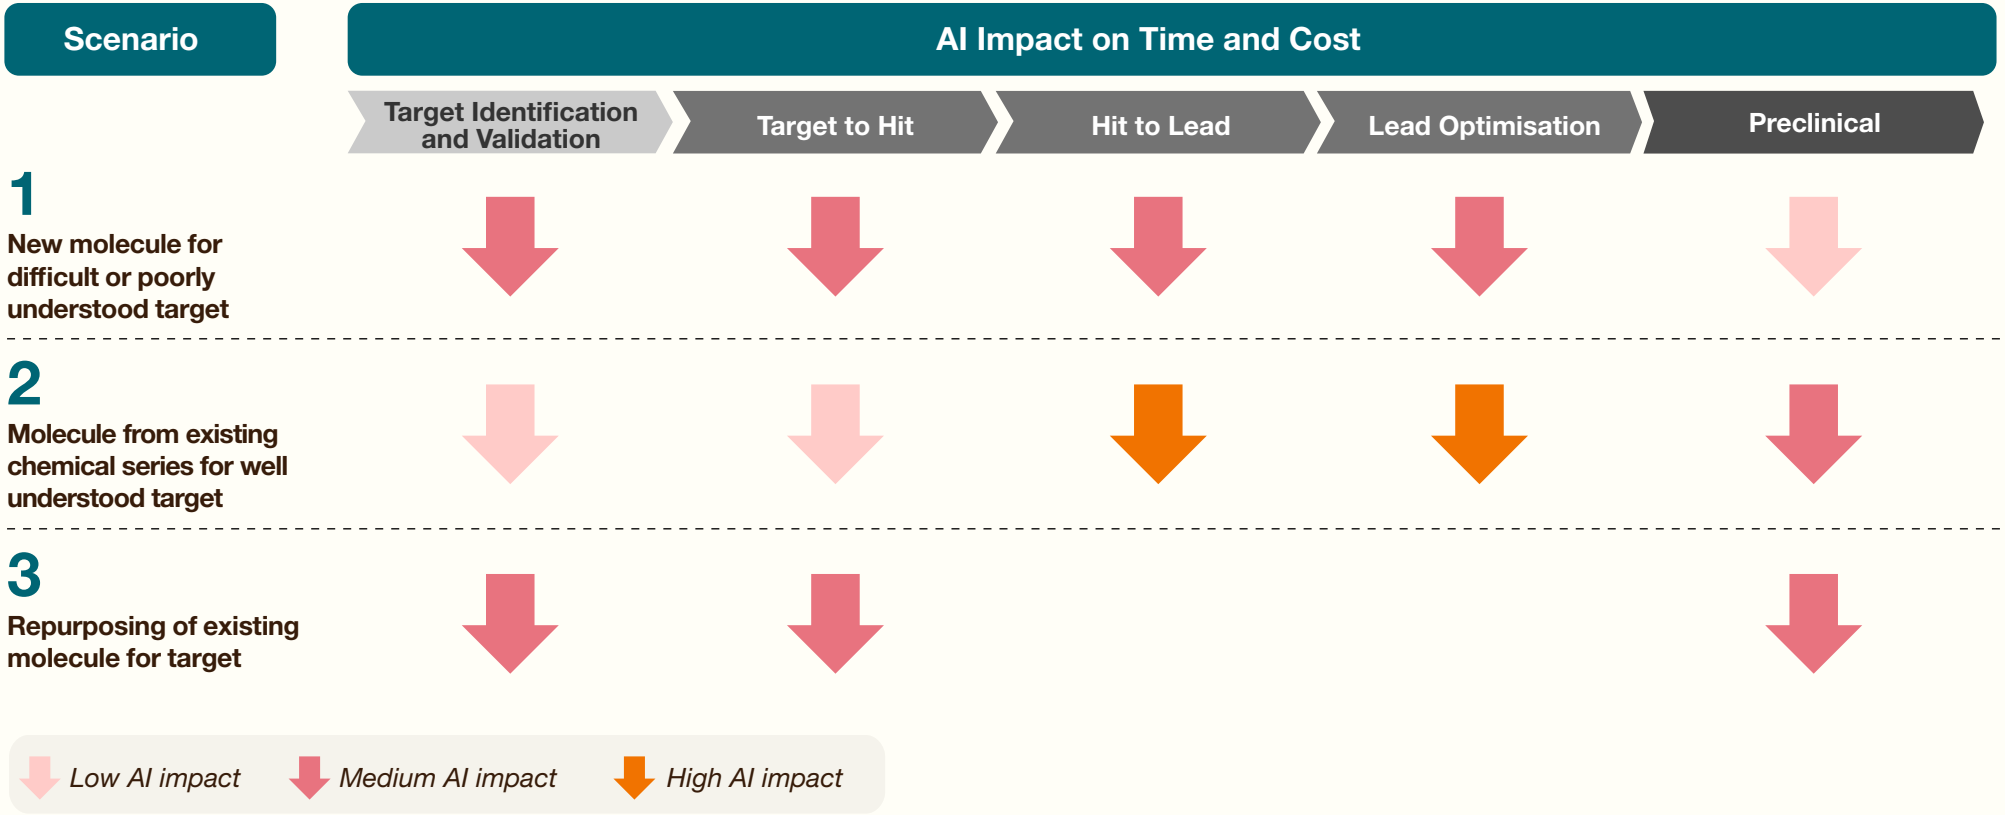 Scenario
AI Impact on Time and Cost
Target Identification
and Validation
Target to Hit
Hit to Lead
Lead Optimisation
Preclinical
1
New molecule for
difficult or poorly
understood target
2
Molecule from existing
chemical series for well
understood target
3
Repurposing of existing
molecule for target
Low AI impact
Medium AI impact
High AI impact